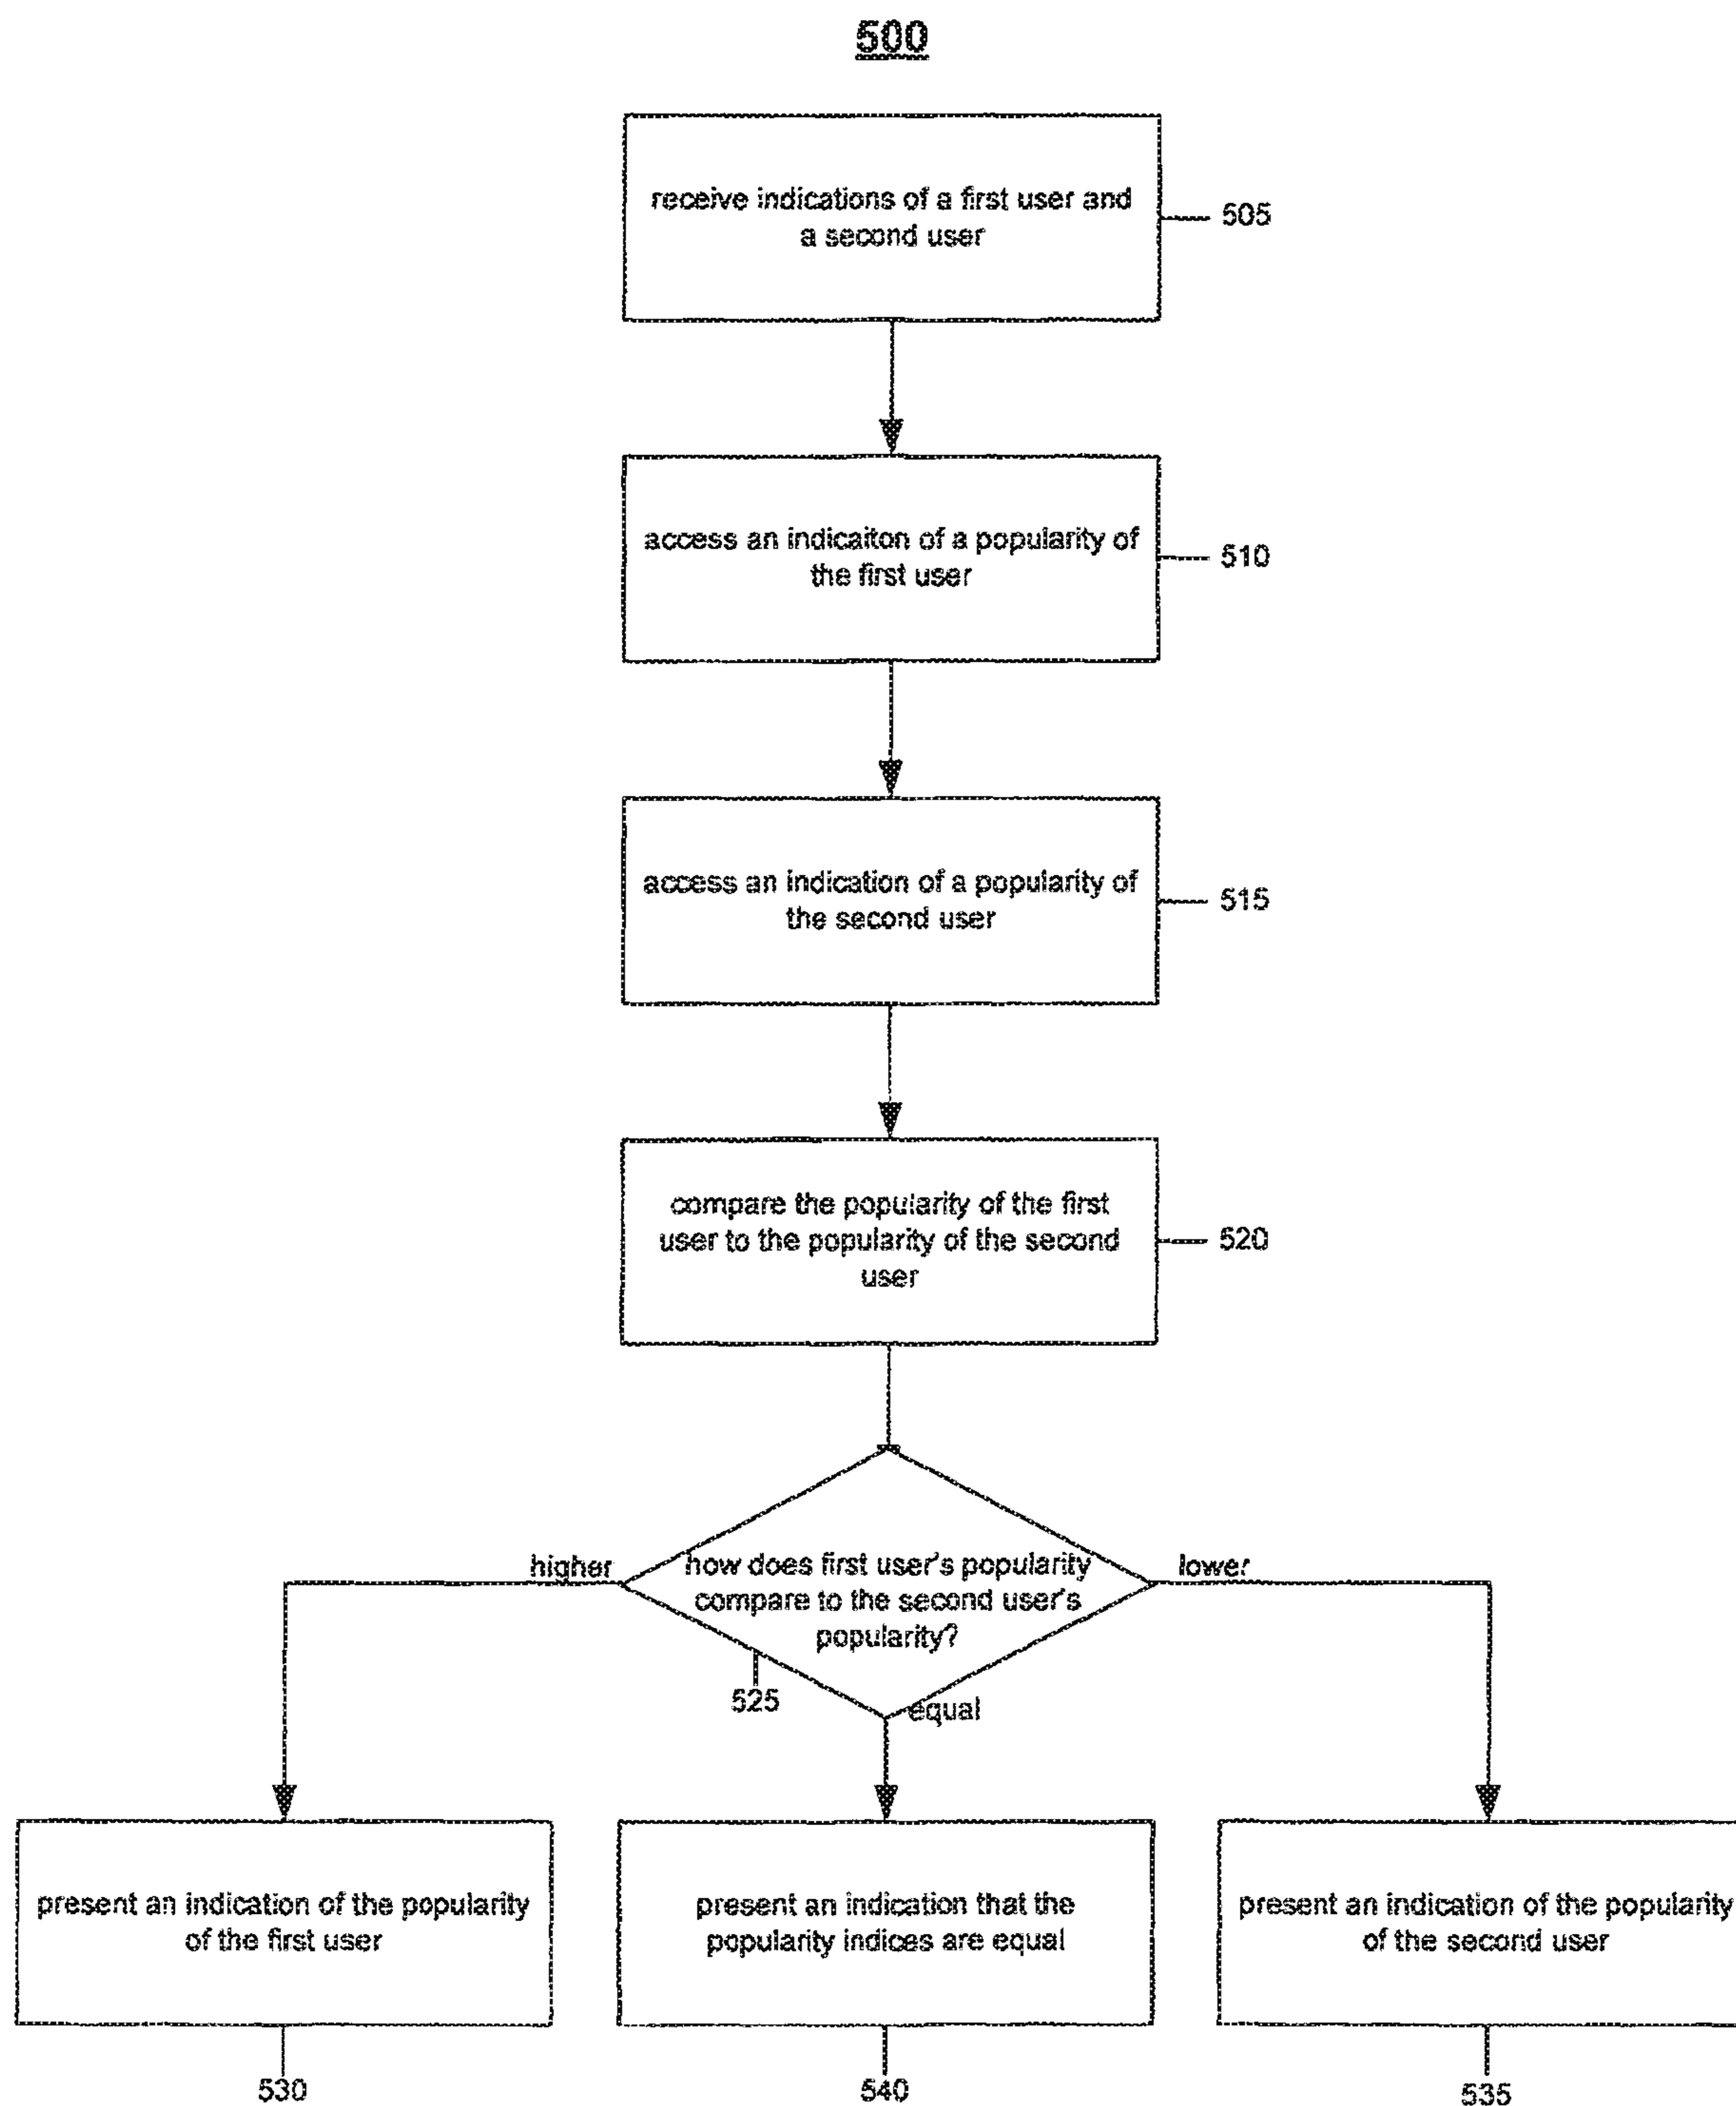 500
receive indications of a first user and
a second user
505
access an indicaiton of a popularity of
the first user
510
access an indication of a popularity of
the second user
515
compare the popularity of the first
user to the popularity of the second
user
520
higher
how does first user's popularity
compare to the second user's
popularity?
lower
525
equal
present an indication of the popularity
of the first user
present an indication that the
popularity indices are equal
present an indication of the popularity
of the second user
530
540
535